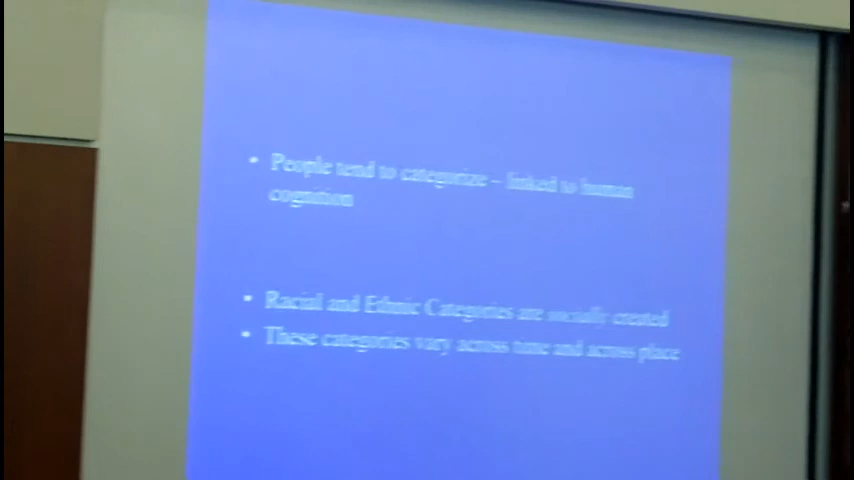 • People tend to categorize – linked to human
cognition
• Racial and Ethnic Categories are socially created
• These categories vary across time and across place